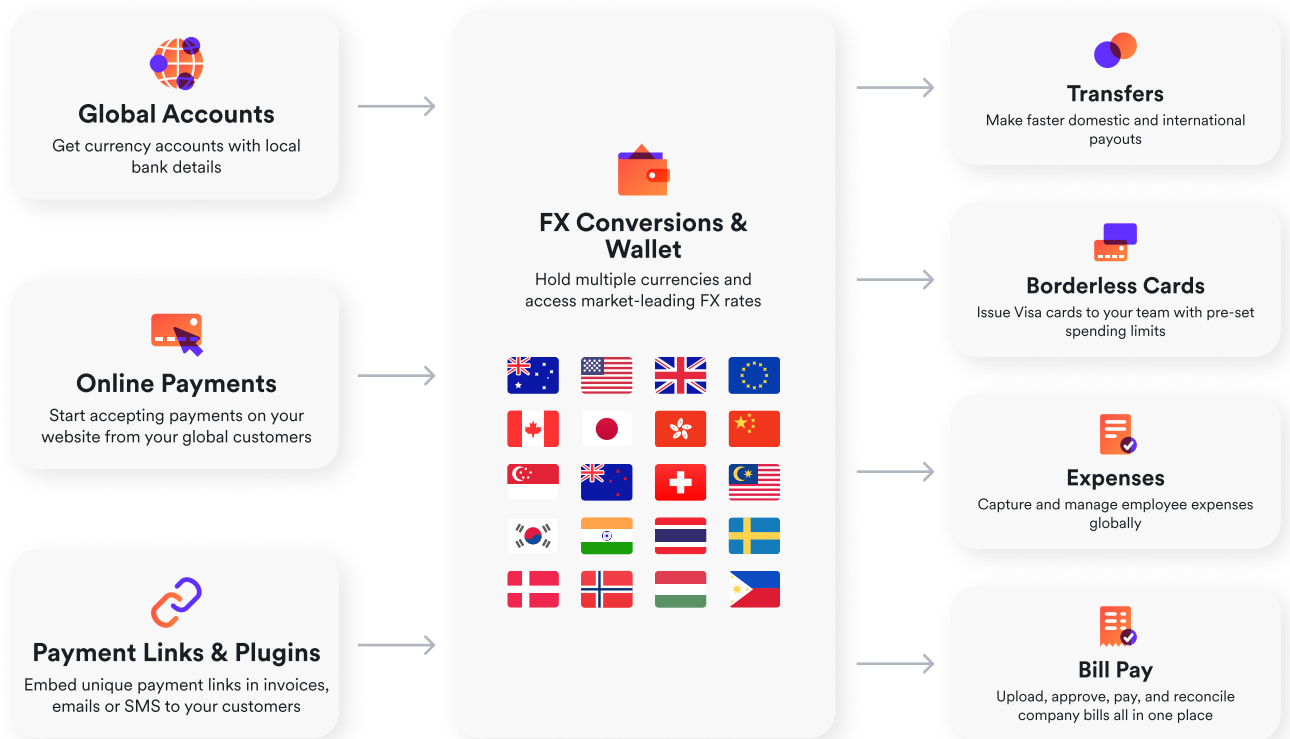 Global Accounts
Get currency accounts with local
bank details
Online Payments
Start accepting payments on your
website from your global customers
Payment Links & Plugins
Embed unique payment links in invoices,
emails or SMS to your customers
FX Conversions &
Wallet
Hold multiple currencies and
access market-leading FX rates
Transfers
Make faster domestic and international
payouts
Borderless Cards
Issue Visa cards to your team with pre-set
spending limits
Expenses
Capture and manage employee expenses
globally
Bill Pay
Upload, approve, pay, and reconcile
company bills all in one place